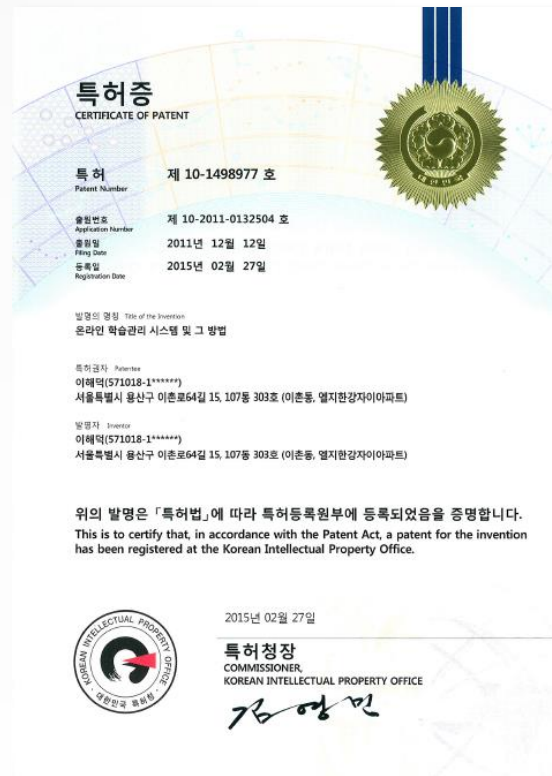 특허증
CERTIFICATE OF PATENT
대한민국
특허 제 10-1498977 호
Patent Number
출원번호 제 10-2011-0132504 호
Application Number
출원일 2011년 12월 12일
Filing Date
등록일 2015년 02월 27일
Registration Date
발명의 명칭 Title of the Invention
온라인 학습관리 시스템 및 그 방법
특허권자 Patentee
이해덕(571018-1******)
서울특별시 용산구 이촌로64길 15, 107동 303호 (이촌동, 엘지한강자이아파트)
발명자 Inventor
이해덕(571018-1******)
서울특별시 용산구 이촌로64길 15, 107동 303호 (이촌동, 엘지한강자이아파트)
위의 발명은 「특허법」에 따라 특허등록원부에 등록되었음을 증명합니다.
This is to certify that, in accordance with the Patent Act, a patent for the invention
has been registered at the Korean Intellectual Property Office.
2015년 02월 27일
특허청장
COMMISSIONER,
KOREAN INTELLECTUAL PROPERTY OFFICE
김영민
KOREAN INTELLECTUAL PROPERTY OFFICE
대한민국 특허청